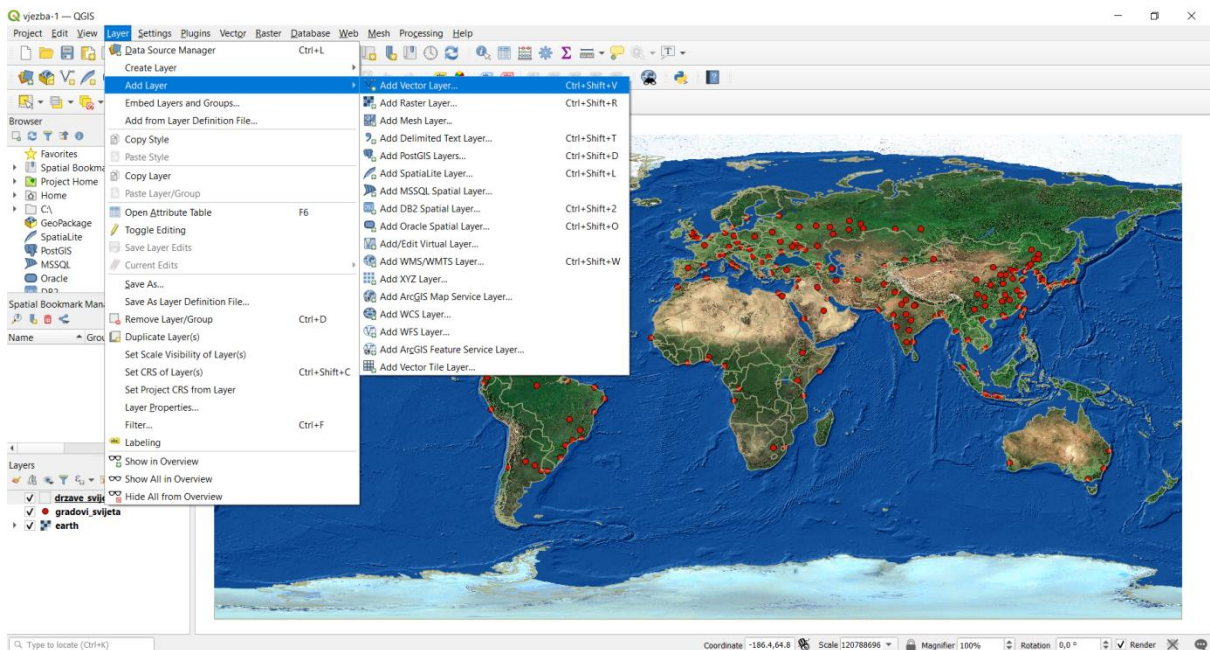 vjezba-1 — QGIS
Project Edit View Layer Settings Plugins Vector Raster Database Web Mesh Processing Help
Data Source Manager Ctrl+L
Create Layer
Add Layer
Embed Layers and Groups...
Add from Layer Definition File...
Copy Style
Paste Style
Copy Layer
Paste Layer/Group
Open Attribute Table F6
Toggle Editing
Save Layer Edits
Current Edits
Save As...
Save As Layer Definition File...
Remove Layer/Group Ctrl+D
Duplicate Layer(s)
Set Scale Visibility of Layer(s)
Set CRS of Layer(s) Ctrl+Shift+C
Set Project CRS from Layer
Layer Properties...
Filter... Ctrl+F
Labeling
Show in Overview
Show All in Overview
Hide All from Overview
Add Vector Layer... Ctrl+Shift+V
Add Raster Layer... Ctrl+Shift+R
Add Mesh Layer...
Add Delimited Text Layer... Ctrl+Shift+T
Add PostGIS Layers... Ctrl+Shift+D
Add SpatiaLite Layer... Ctrl+Shift+L
Add MSSQL Spatial Layer...
Add DB2 Spatial Layer... Ctrl+Shift+2
Add Oracle Spatial Layer... Ctrl+Shift+O
Add/Edit Virtual Layer...
Add WMS/WMTS Layer... Ctrl+Shift+W
Add XYZ Layer...
Add ArcGIS Map Service Layer...
Add WCS Layer...
Add WFS Layer...
Add ArcGIS Feature Service Layer...
Add Vector Tile Layer...
Browser
Favorites
Spatial Bookma
Project Home
Home
C:\
GeoPackage
SpatiaLite
PostGIS
MSSQL
Oracle
DB2
Spatial Bookmark Man
Name Grou
Layers
drzave_svije
gradovi_svijeta
earth
Type to locate (Ctrl+K)
Coordinate -186.4,64.8 Scale 120788696 Magnifier 100% Rotation 0,0 ° Render